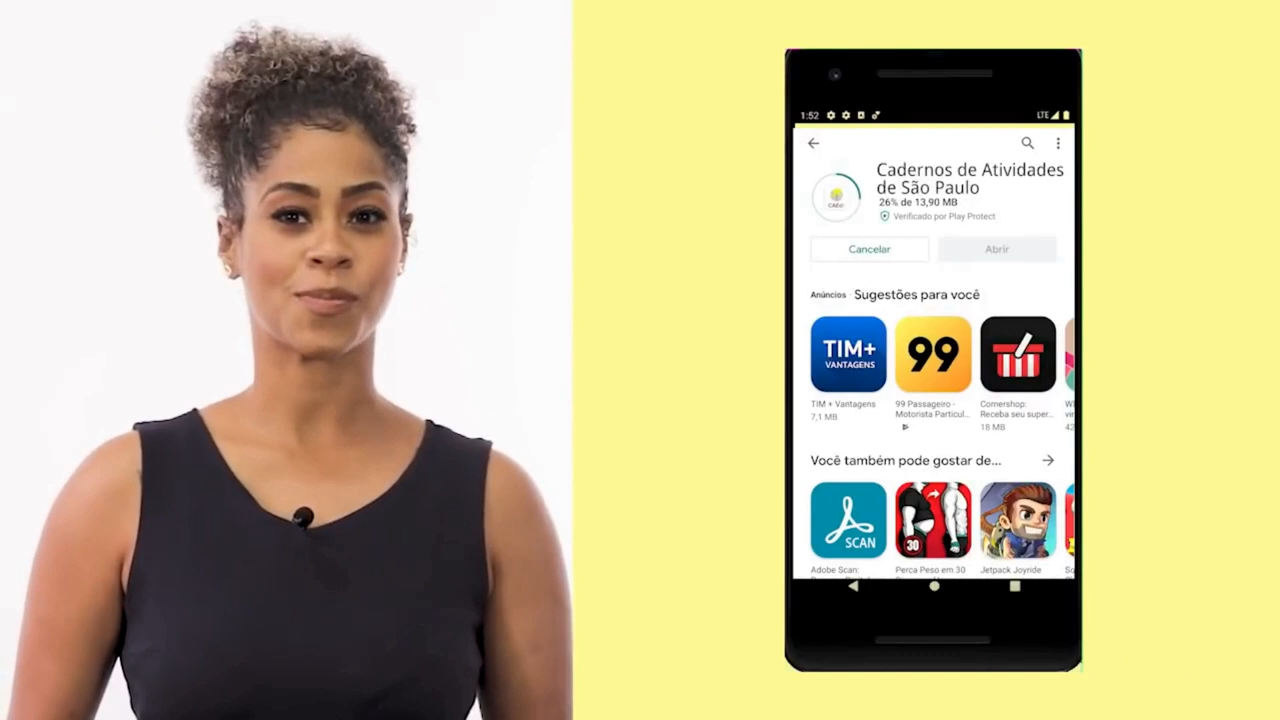 1:52
LTE
Cadernos de Atividades
de São Paulo
26% de 13,90 MB
Verificado por Play Protect
Cancelar
Abrir
Anúncios · Sugestões para você
TIM+
VANTAGENS
99
TIM + Vantagens
7,1 MB
99 Passageiro -
Motorista Particul...
Cornershop:
Receba seu super...
18 MB
42
Você também pode gostar de...
SCAN
30
Adobe Scan:
Perca Peso em 30
Jetpack Joyride